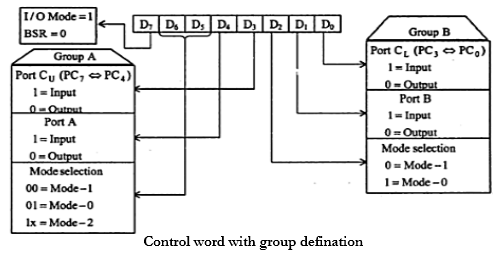 I/O Mode=1
BSR =0
D7 D6 D5 D4 D3 D2 D1 D0
Group A
Port CU (PC7 ⇔ PC4)
1 = Input
0 = Output
Port A
1 = Input
0 = Output
Mode selection
00 = Mode–1
01 = Mode–0
1x = Mode–2
Group B
Port CL (PC3 ⇔ PC0)
1 = Input
0 = Output
Port B
1 = Input
0 = Output
Mode selection
0 = Mode–1
1 = Mode–0
Control word with group defination